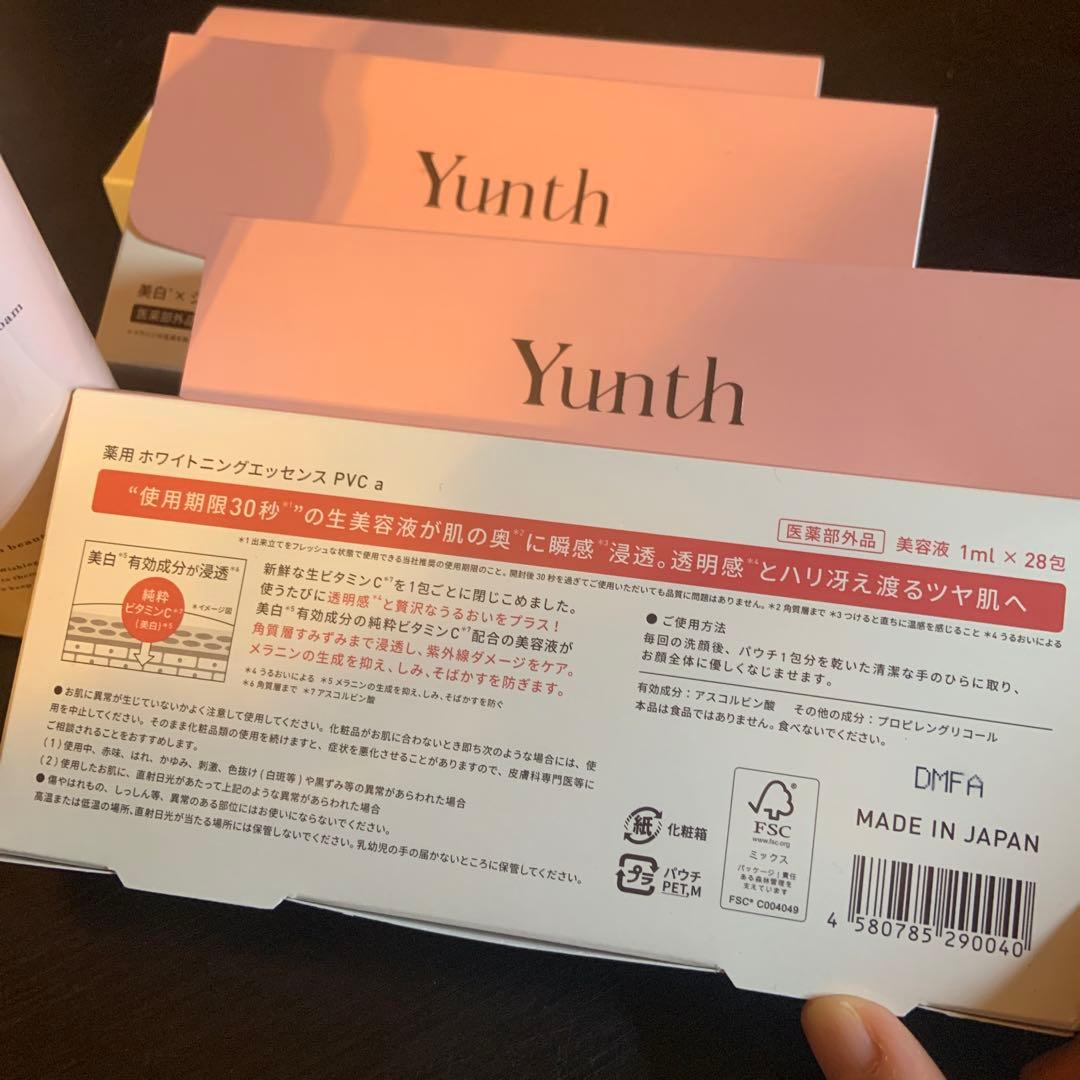 Yunth
美白*×シ
医薬部外品
oam
Yunth
薬用 ホワイトニングエッセンス PVC a
医薬部外品 美容液 1ml × 28包
“使用期限30秒*1”の生美容液が肌の奥*2に瞬感*3浸透。透明感*4とハリ冴え渡るツヤ肌へ
*1 出来立てをフレッシュな状態で使用できる当社推奨の使用期限のこと。開封後30秒を過ぎてご使用いただいても品質に問題はありません。*2 角質層まで *3 つけると直ちに温感を感じること *4 うるおいによる
美白*5有効成分が浸透*6
純粋
ビタミンC*7
(美白)*5
*イメージ図
新鮮な生ビタミンC*7を1包ごとに閉じこめました。
使うたびに透明感*4と贅沢なうるおいをプラス！
美白*5有効成分の純粋ビタミンC*7配合の美容液が
角質層すみずみまで浸透し、紫外線ダメージをケア。
メラニンの生成を抑え、しみ、そばかすを防ぎます。
*4 うるおいによる *5 メラニンの生成を抑え、しみ、そばかすを防ぐ
*6 角質層まで *7 アスコルビン酸
● ご使用方法
毎回の洗顔後、パウチ1包分を乾いた清潔な手のひらに取り、
お顔全体に優しくなじませます。
有効成分：アスコルビン酸 その他の成分：プロピレングリコール
本品は食品ではありません。食べないでください。
● お肌に異常が生じていないかよく注意して使用してください。化粧品がお肌に合わないとき即ち次のような場合には、使
用を中止してください。そのまま化粧品類の使用を続けますと、症状を悪化させることがありますので、皮膚科専門医等に
ご相談されることをおすすめします。
(1) 使用中、赤味、はれ、かゆみ、刺激、色抜け(白斑等)や黒ずみ等の異常があらわれた場合
(2) 使用したお肌に、直射日光があたって上記のような異常があらわれた場合
● 傷やはれもの、しっしん等、異常のある部位にはお使いにならないでください。
高温または低温の場所、直射日光が当たる場所には保管しないでください。乳幼児の手の届かないところに保管してください。
紙 化粧箱
プラ パウチ
PET,M
FSC
www.fsc.org
ミックス
パッケージ｜責任
ある森林管理を
支えています
FSC® C004049
DMFA
MADE IN JAPAN
4 580785 290040